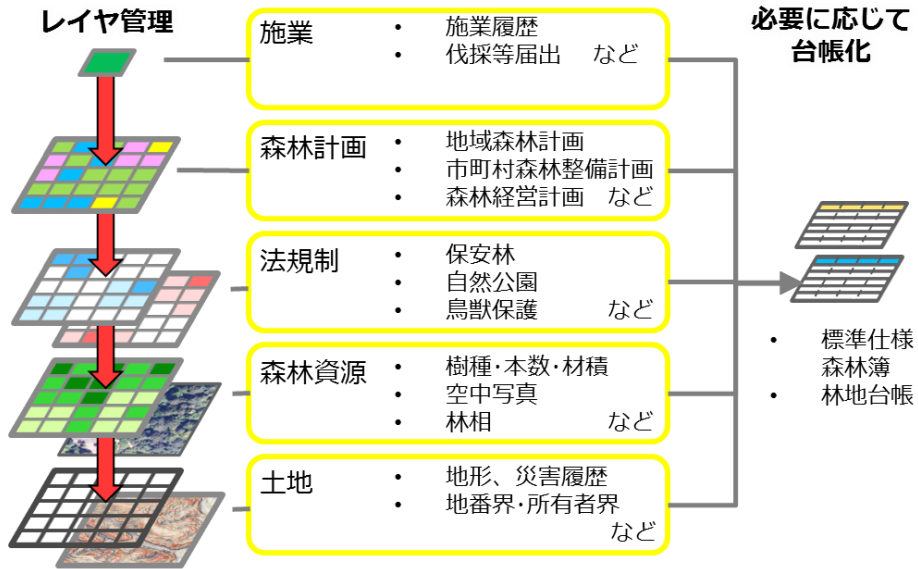 レイヤ管理
施業
・ 施業履歴
・ 伐採等届出 など
森林計画
・ 地域森林計画
・ 市町村森林整備計画
・ 森林経営計画 など
法規制
・ 保安林
・ 自然公園
・ 鳥獣保護 など
森林資源
・ 樹種・本数・材積
・ 空中写真
・ 林相 など
土地
・ 地形、災害履歴
・ 地番界・所有者界
など
必要に応じて
台帳化
・ 標準仕様
森林簿
・ 林地台帳